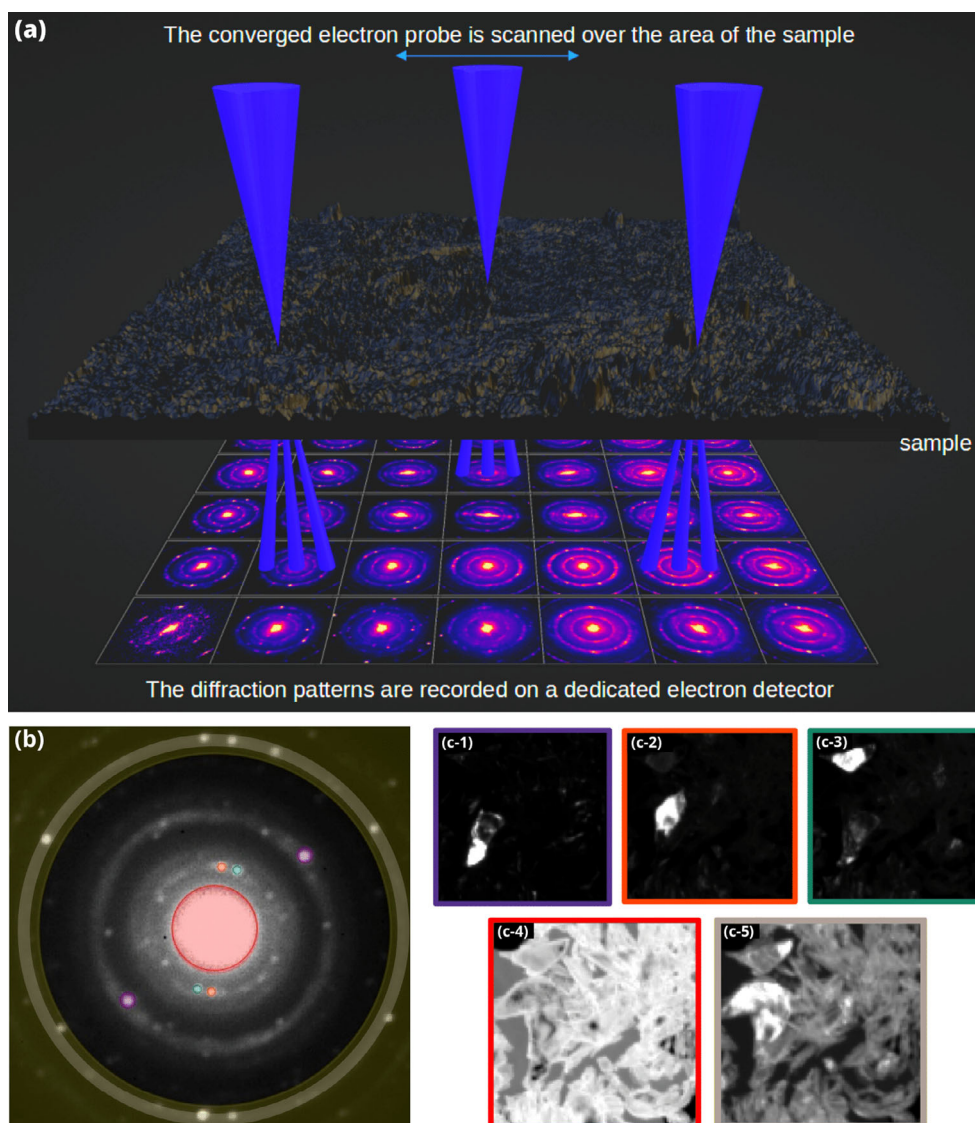 (a)
The converged electron probe is scanned over the area of the sample
sample
The diffraction patterns are recorded on a dedicated electron detector
(b)
(c-1)
(c-2)
(c-3)
(c-4)
(c-5)